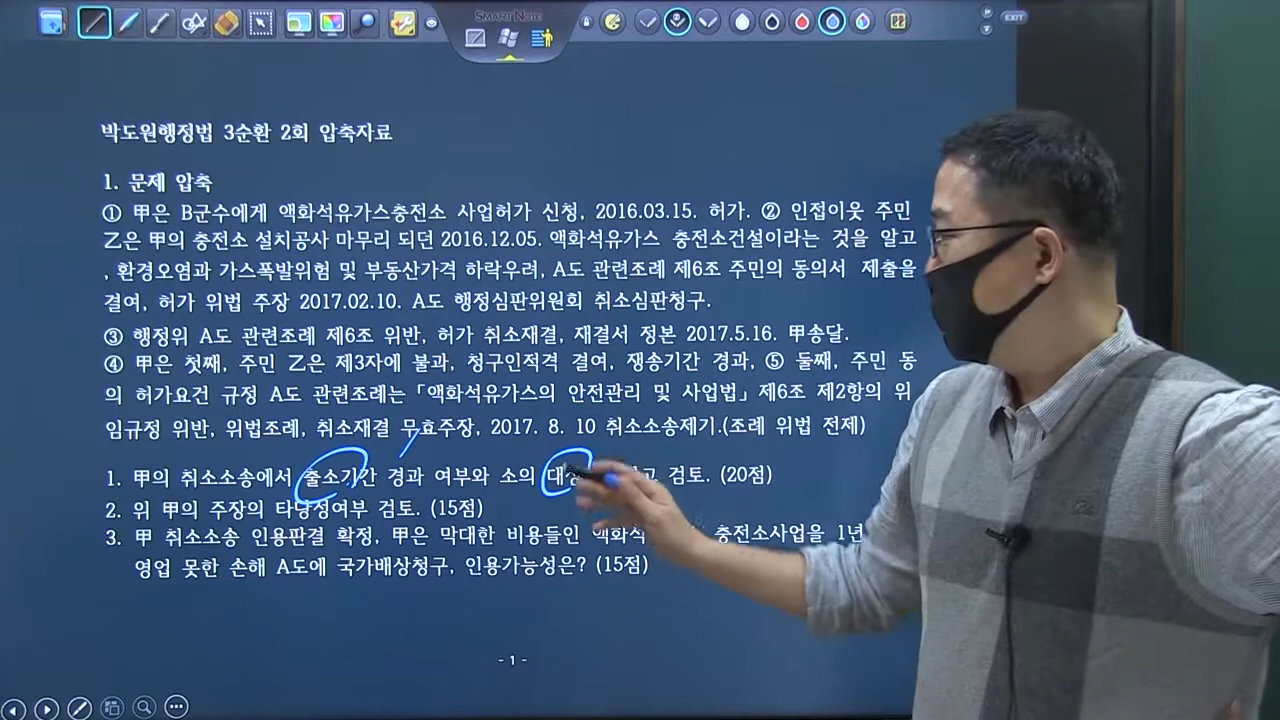 SMART NOTE
EXIT
박도원행정법 3순환 2회 압축자료
1. 문제 압축
① 甲은 B군수에게 액화석유가스충전소 사업허가 신청, 2016.03.15. 허가. ② 인접이웃 주민
乙은 甲의 충전소 설치공사 마무리 되던 2016.12.05. 액화석유가스 충전소건설이라는 것을 알고
, 환경오염과 가스폭발위험 및 부동산가격 하락우려, A도 관련조례 제6조 주민의 동의서 제출을
결여, 허가 위법 주장 2017.02.10. A도 행정심판위원회 취소심판청구.
③ 행정위 A도 관련조례 제6조 위반, 허가 취소재결, 재결서 정본 2017.5.16. 甲송달.
④ 甲은 첫째, 주민 乙은 제3자에 불과, 청구인적격 결여, 쟁송기간 경과, ⑤ 둘째, 주민 동
의 허가요건 규정 A도 관련조례는 「액화석유가스의 안전관리 및 사업법」 제6조 제2항의 위
임규정 위반, 위법조례, 취소재결 무효주장, 2017. 8. 10 취소소송제기.(조례 위법 전제)
1. 甲의 취소소송에서 출소기간 경과 여부와 소의 대상 고 검토. (20점)
2. 위 甲의 주장의 타당성여부 검토. (15점)
3. 甲 취소소송 인용판결 확정, 甲은 막대한 비용들인 액화석 충전소사업을 1년
영업 못한 손해 A도에 국가배상청구, 인용가능성은? (15점)
- 1 -